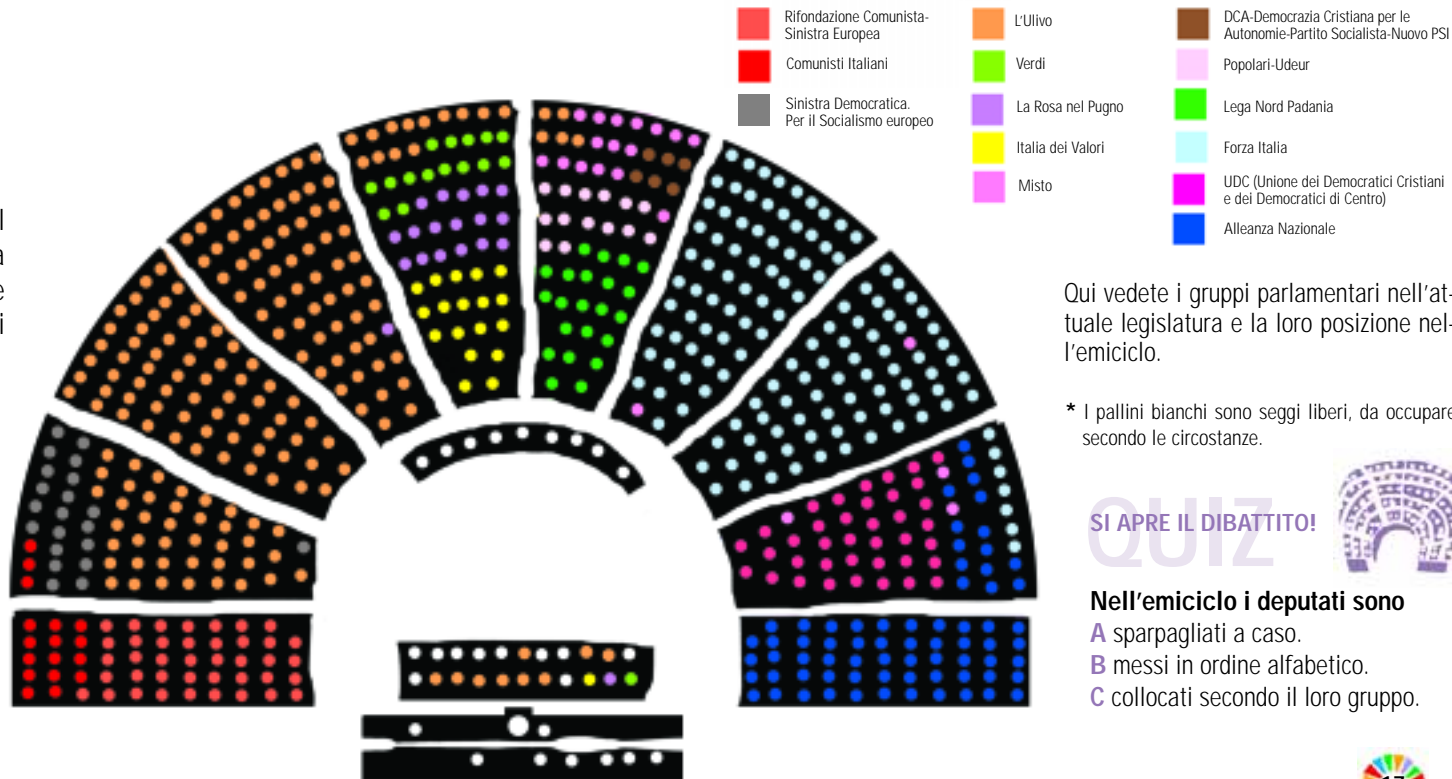 Rifondazione Comunista-
Sinistra Europea
Comunisti Italiani
Sinistra Democratica.
Per il Socialismo europeo
L'Ulivo
Verdi
La Rosa nel Pugno
Italia dei Valori
Misto
DCA-Democrazia Cristiana per le
Autonomie-Partito Socialista-Nuovo PSI
Popolari-Udeur
Lega Nord Padania
Forza Italia
UDC (Unione dei Democratici Cristiani
e dei Democratici di Centro)
Alleanza Nazionale
Qui vedete i gruppi parlamentari nell'at-
tuale legislatura e la loro posizione nel-
l'emiciclo.
* I pallini bianchi sono seggi liberi, da occupare
secondo le circostanze.
QUIZ
SI APRE IL DIBATTITO!
Nell'emiciclo i deputati sono
A sparpagliati a caso.
B messi in ordine alfabetico.
C collocati secondo il loro gruppo.